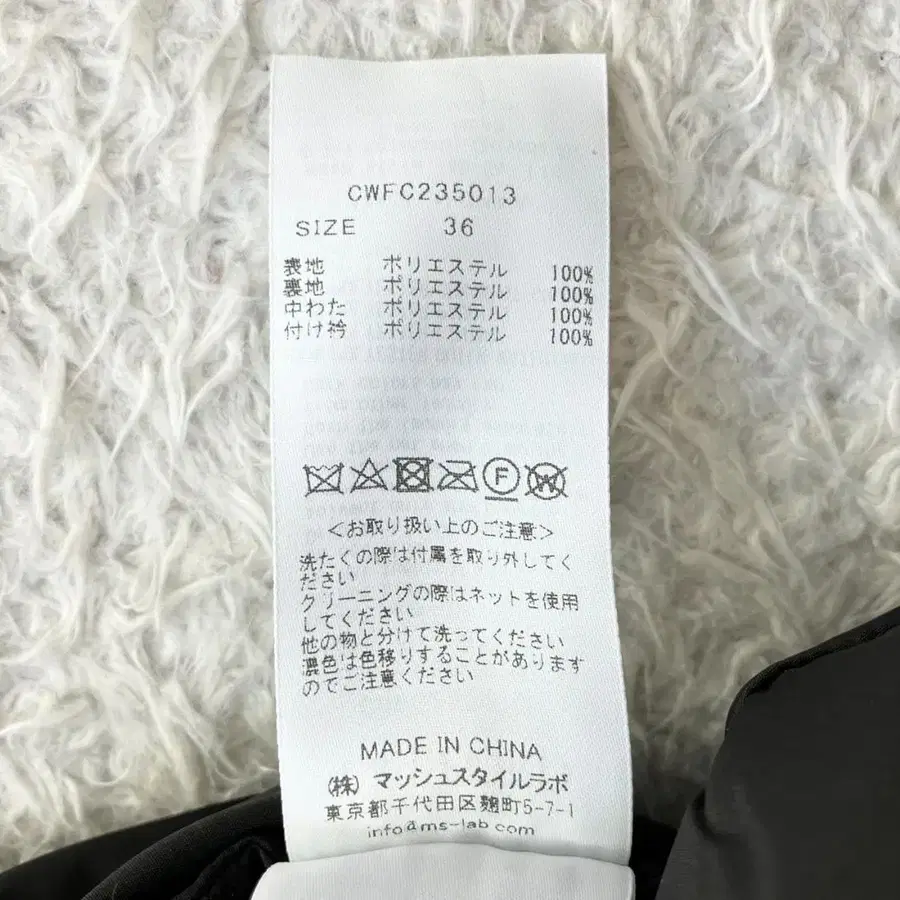 CWFC235013
SIZE 36
表地 ポリエステル 100%
裏地 ポリエステル 100%
中わた ポリエステル 100%
付け衿 ポリエステル 100%
F W
<お取り扱い上のご注意>
洗たくの際は付属を取り外してく
ださい
クリーニングの際はネットを使用
してください
他の物と分けて洗ってください
濃色は色移りすることがあります
のでご注意ください
MADE IN CHINA
(株) マッシュスタイルラボ
東京都千代田区麹町5-7-1
info@ms-lab.com